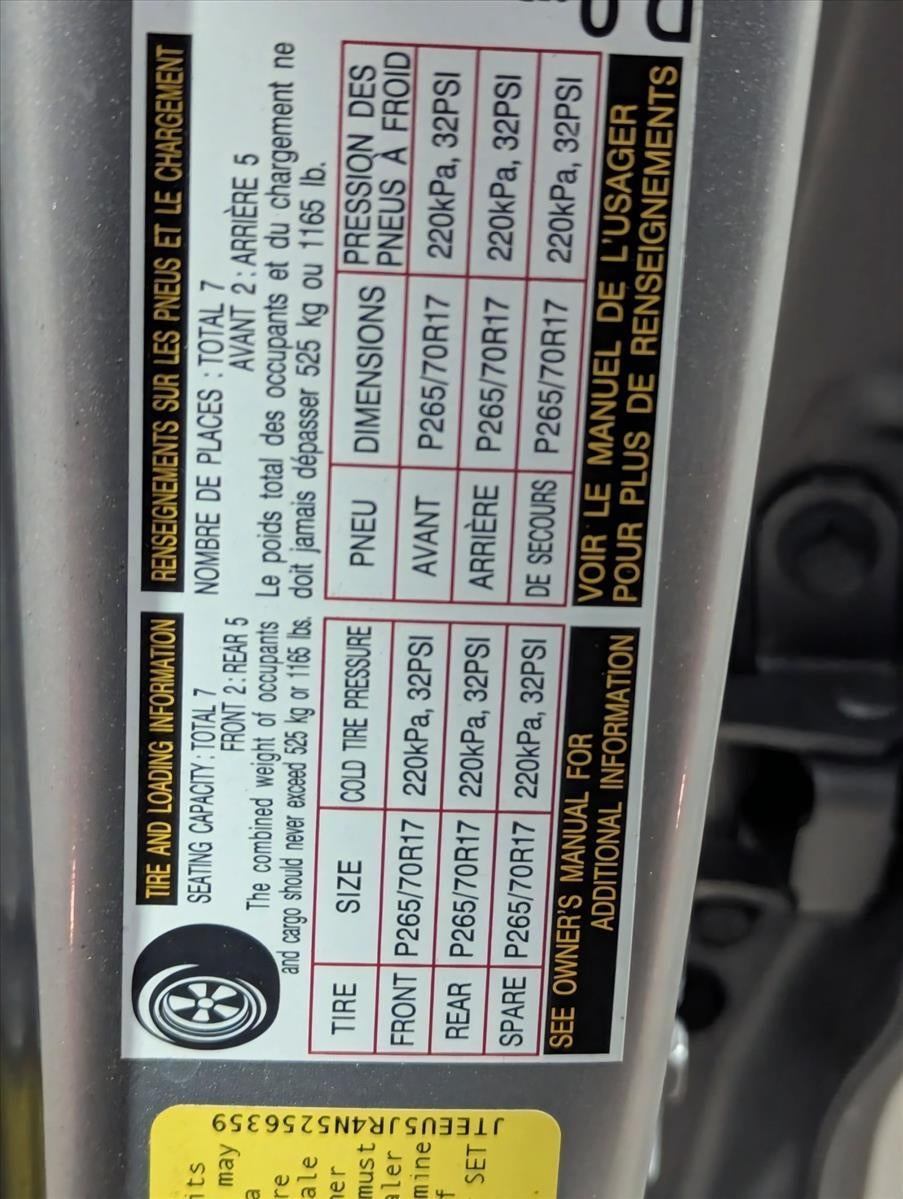 TIRE AND LOADING INFORMATION
SEATING CAPACITY : TOTAL 7
FRONT 2 : REAR 5
The combined weight of occupants
and cargo should never exceed 525 kg or 1165 lbs.
TIRE SIZE COLD TIRE PRESSURE
FRONT P265/70R17 220kPa, 32PSI
REAR P265/70R17 220kPa, 32PSI
SPARE P265/70R17 220kPa, 32PSI
SEE OWNER'S MANUAL FOR
ADDITIONAL INFORMATION
RENSEIGNEMENTS SUR LES PNEUS ET LE CHARGEMENT
NOMBRE DE PLACES : TOTAL 7
AVANT 2 : ARRIÈRE 5
Le poids total des occupants et du chargement ne
doit jamais dépasser 525 kg ou 1165 lb.
PNEU DIMENSIONS PRESSION DES
PNEUS À FROID
AVANT P265/70R17 220kPa, 32PSI
ARRIÈRE P265/70R17 220kPa, 32PSI
DE SECOURS P265/70R17 220kPa, 32PSI
VOIR LE MANUEL DE L'USAGER
POUR PLUS DE RENSEIGNEMENTS
JTEEU5JR4N5256359
may
must
SET